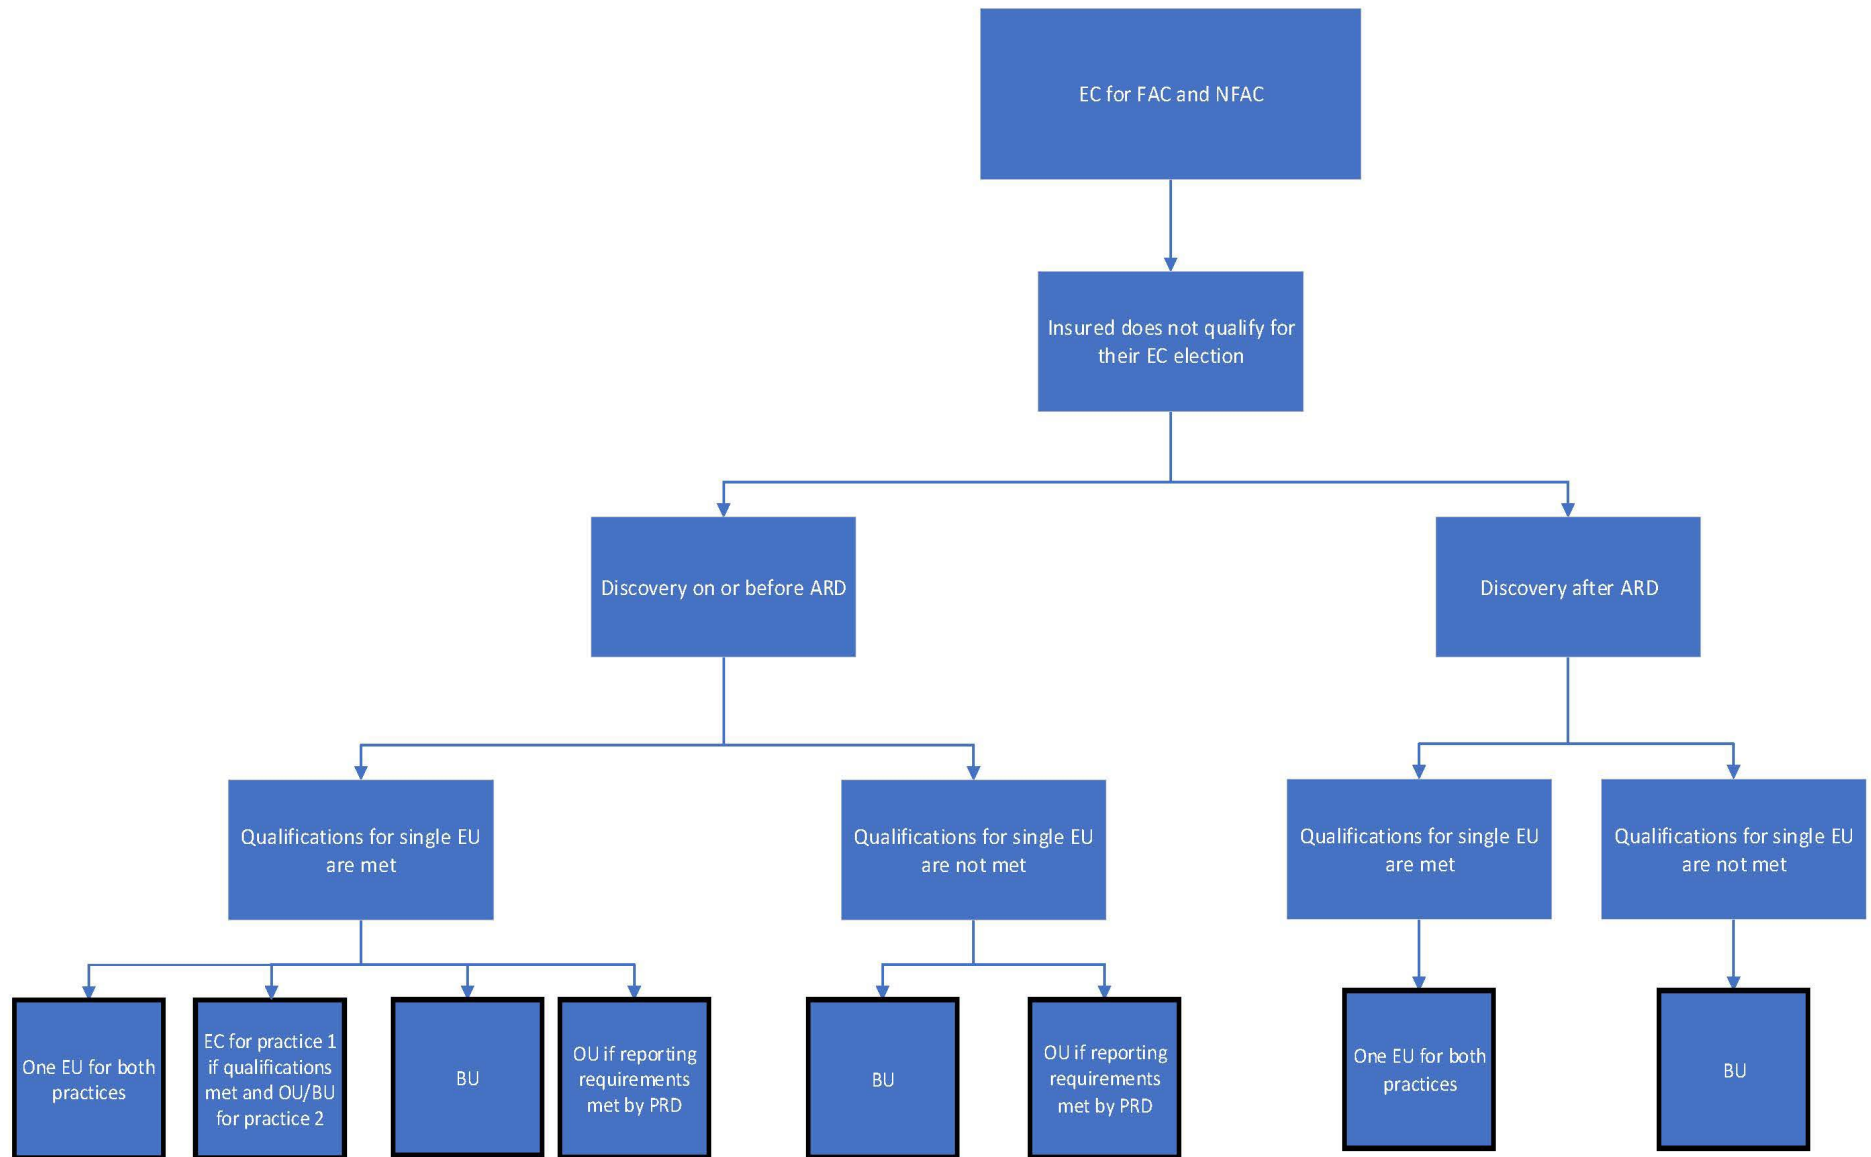 EC for FAC and NFAC
Insured does not qualify for
their EC election
Discovery on or before ARD
Discovery after ARD
Qualifications for single EU
are met
Qualifications for single EU
are not met
Qualifications for single EU
are met
Qualifications for single EU
are not met
One EU for both
practices
EC for practice 1
if qualifications
met and OU/BU
for practice 2
BU
OU if reporting
requirements
met by PRD
BU
OU if reporting
requirements
met by PRD
One EU for both
practices
BU